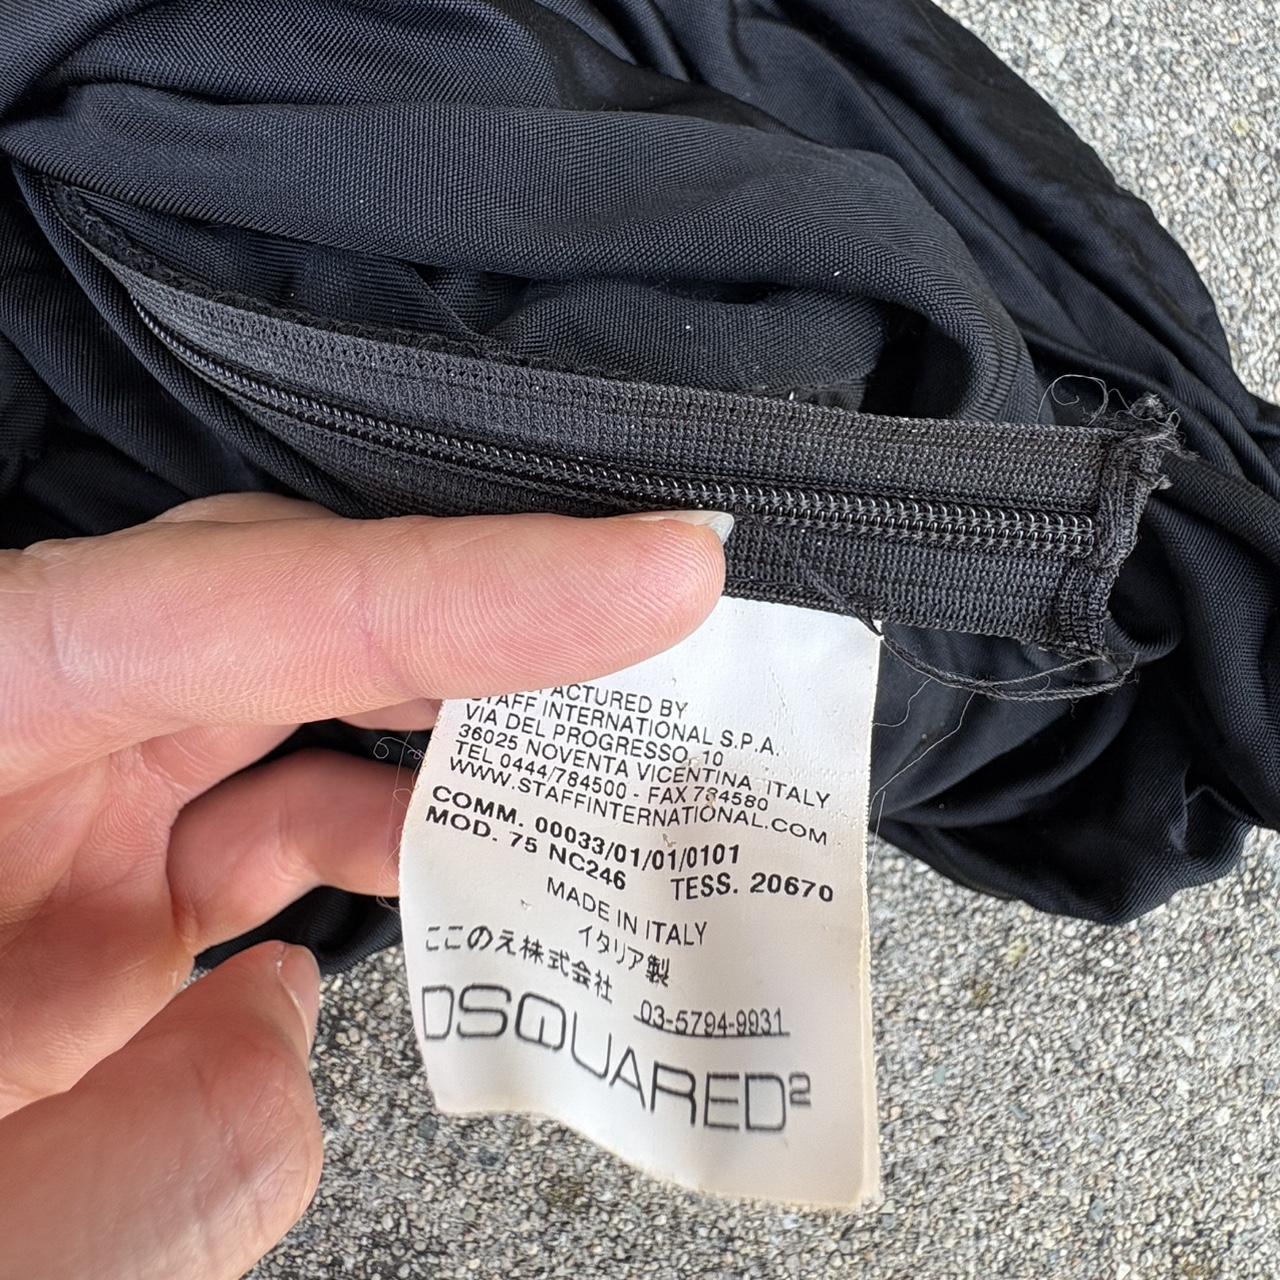 ACTURED BY
STAFF INTERNATIONAL S.P.A.
VIA DEL PROGRESSO, 10
36025 NOVENTA VICENTINA ITALY
TEL 0444/784500 - FAX 784580
WWW.STAFFINTERNATIONAL.COM
COMM. 00033/01/01/0101
MOD. 75 NC246 TESS. 20670
MADE IN ITALY
イタリア製
ここのえ株式会社
03-5794-9931
DSQUARED²